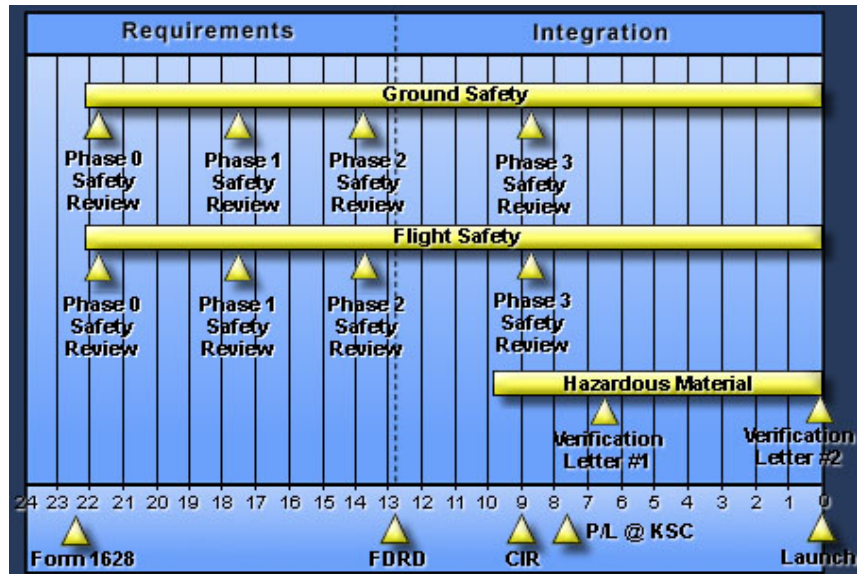 Requirements Integration
Ground Safety
Phase 0 Phase 1 Phase 2 Phase 3
Safety Safety Safety Safety
Review Review Review Review
Flight Safety
Phase 0 Phase 1 Phase 2 Phase 3
Safety Safety Safety Safety
Review Review Review Review
Hazardous Material
Verification Verification
Letter #1 Letter #2
24 23 22 21 20 19 18 17 16 15 14 13 12 11 10 9 8 7 6 5 4 3 2 1 0
P/L @ KSC
Form 1628 FDRD CIR Launch